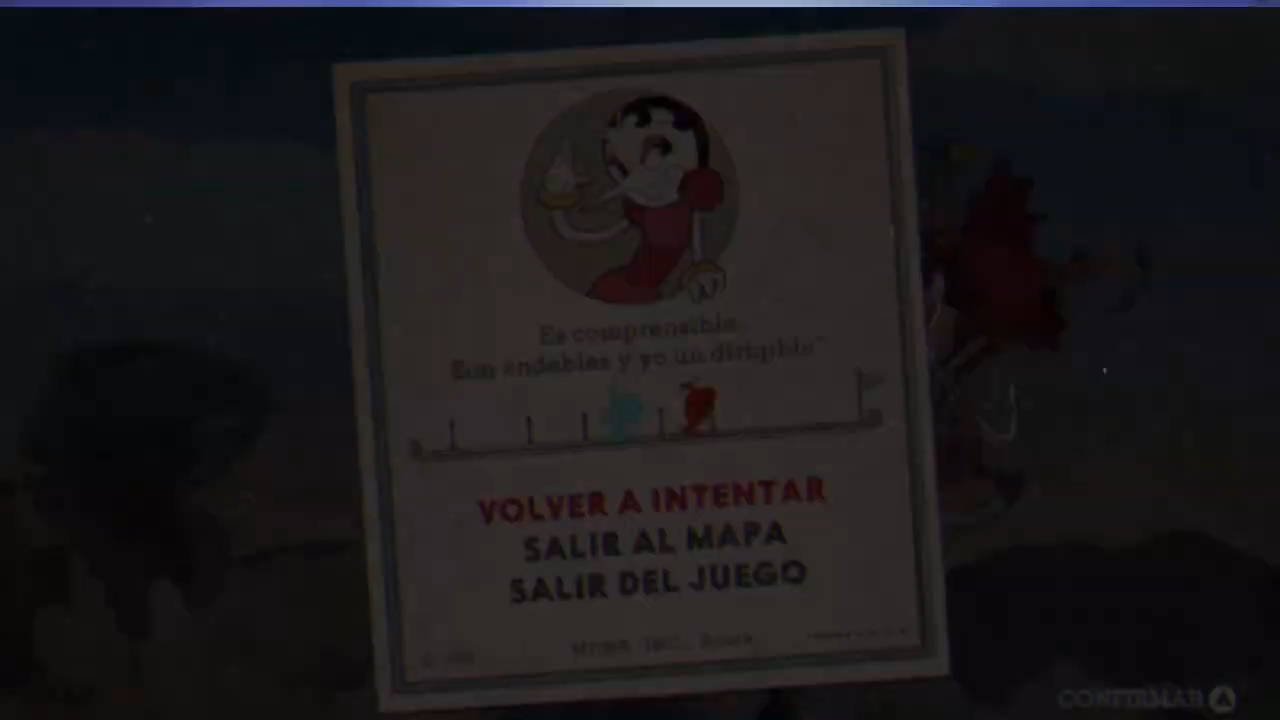 Es comprensible.
Son endebles y yo un dirigible"
VOLVER A INTENTAR
SALIR AL MAPA
SALIR DEL JUEGO
CONFIRMAR